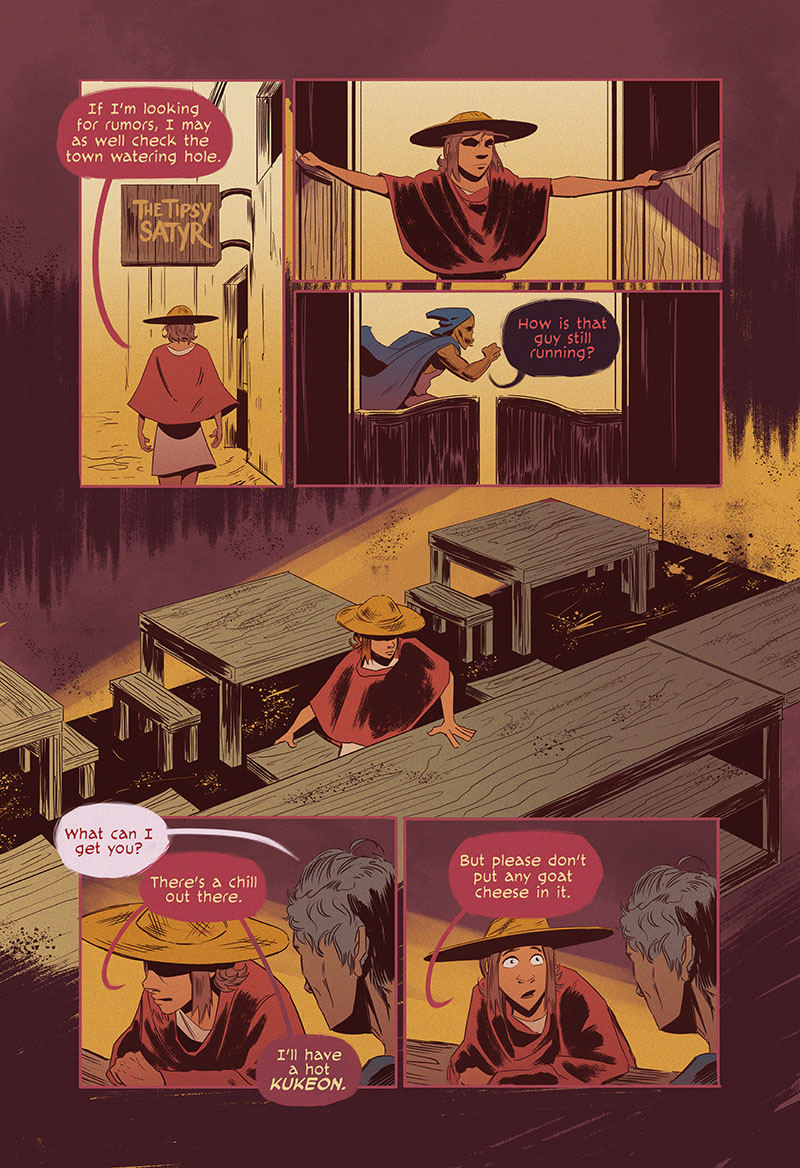 If I'm looking
for rumors, I may
as well check the
town watering hole.
THE TIPSY
SATYR
How is that
guy still
running?
What can I
get you?
There's a chill
out there.
I'll have
a hot
KUKEON.
But please don't
put any goat
cheese in it.